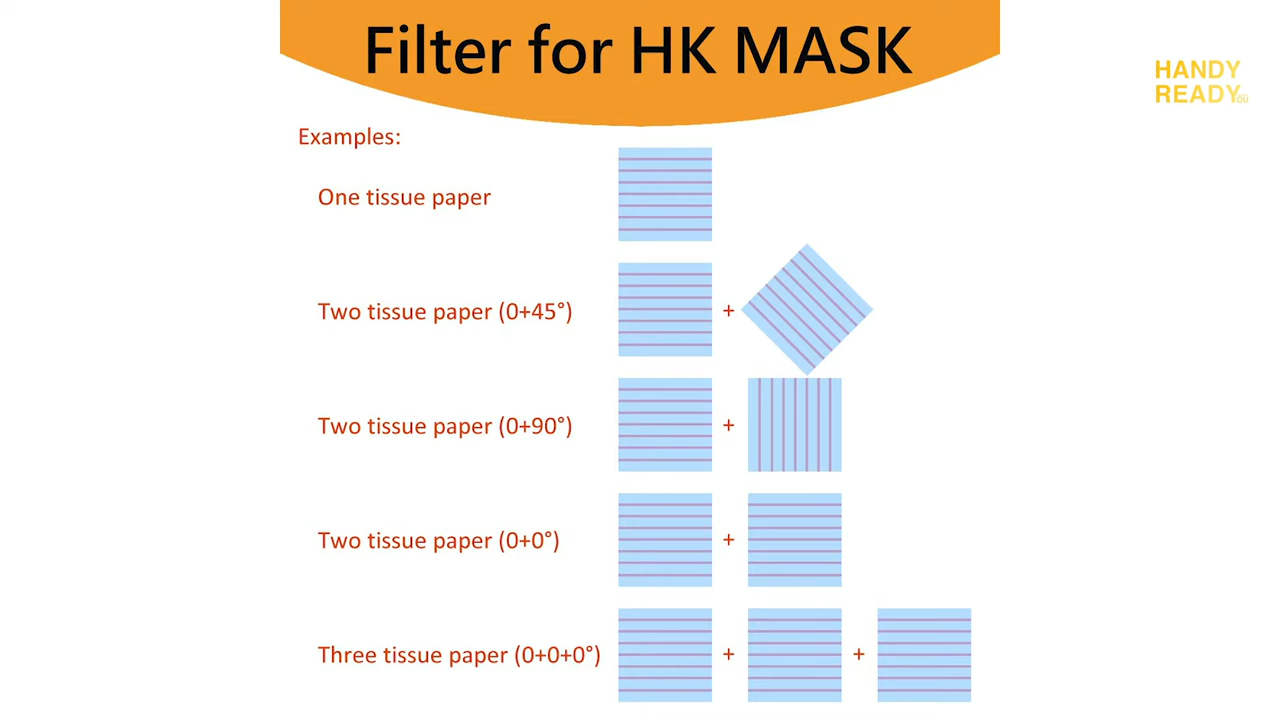 Filter for HK MASK
HANDY
READY
OU
Examples:
One tissue paper
Two tissue paper (0+45°)
+
Two tissue paper (0+90°)
+
Two tissue paper (0+0°)
+
Three tissue paper (0+0+0°)
+ +